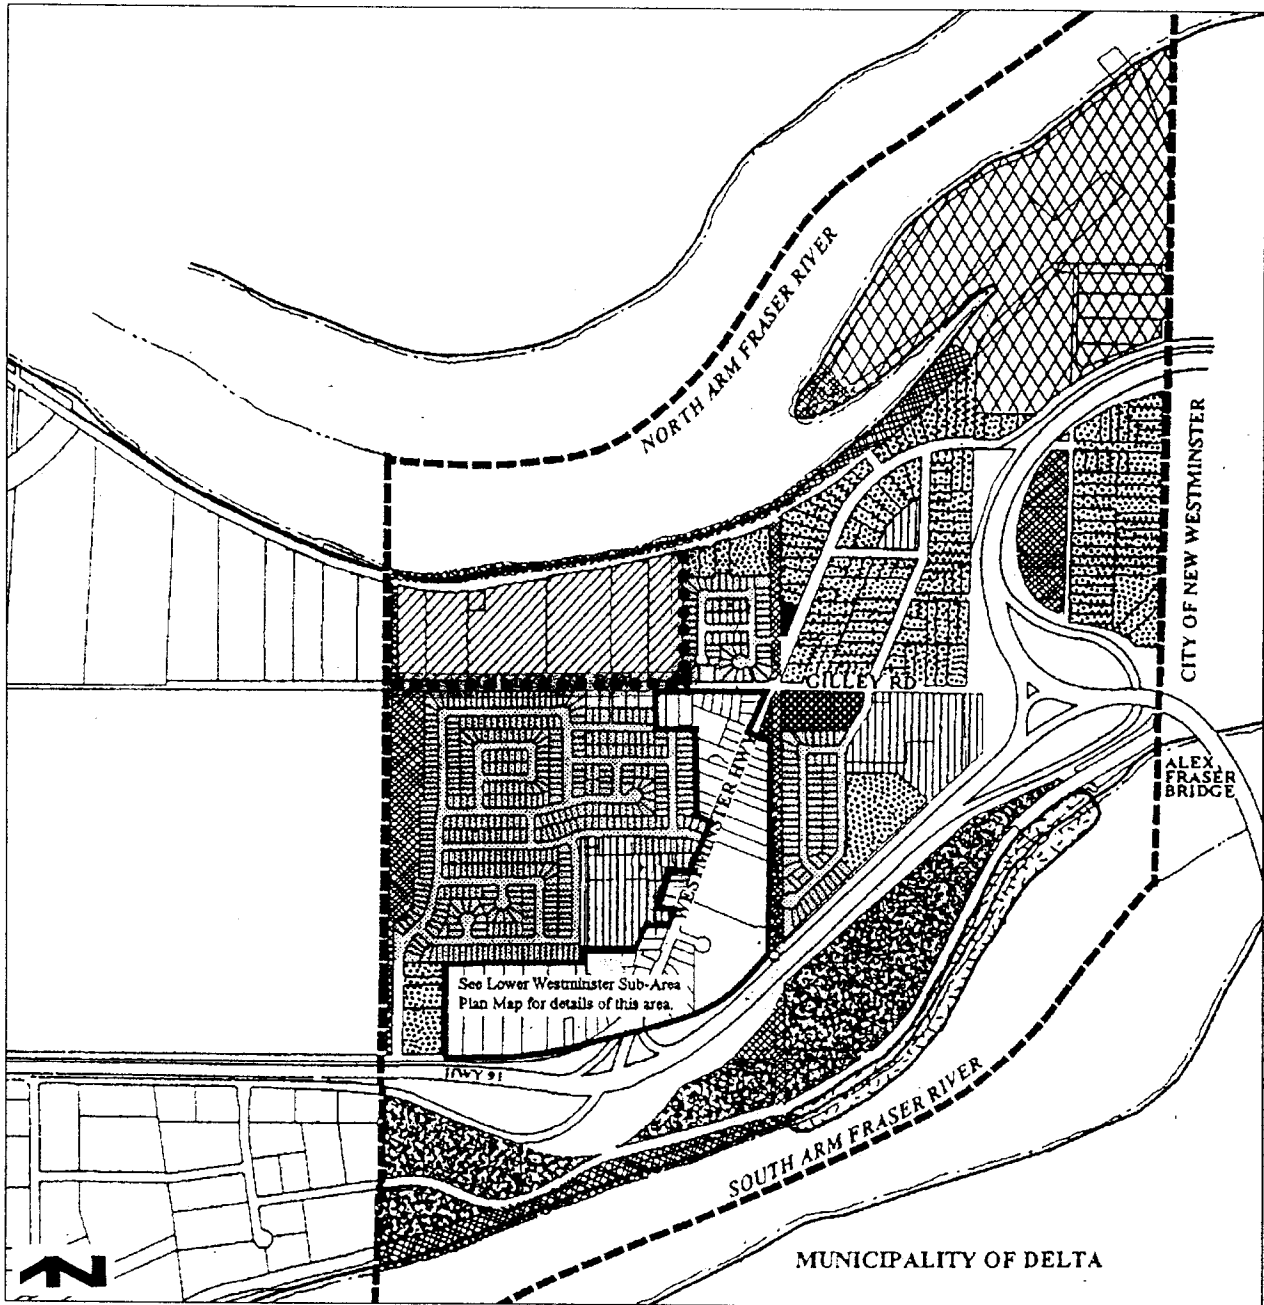 NORTH ARM FRASER RIVER
CITY OF NEW WESTMINSTER
GILLEY RD
WESTMINSTER HWY
ALEX FRASER
BRIDGE
See Lower Westminster Sub-Area
Plan Map for details of this area.
HWY 91
SOUTH ARM FRASER RIVER
MUNICIPALITY OF DELTA
N